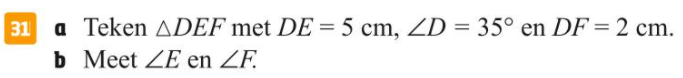 31 a Teken △DEF met DE = 5 cm, ∠D = 35° en DF = 2 cm.
b Meet ∠E en ∠F.